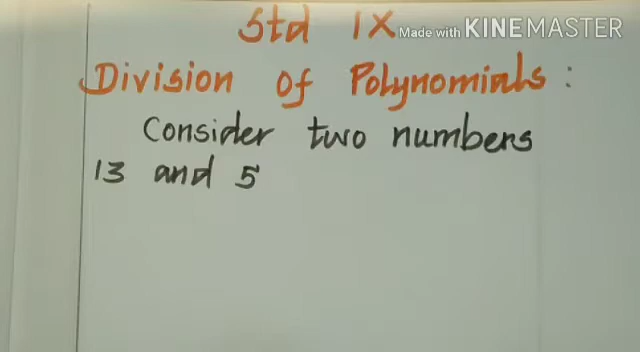 Std IX
Made with KINEMASTER
Division of Polynomials :
Consider two numbers
13 and 5